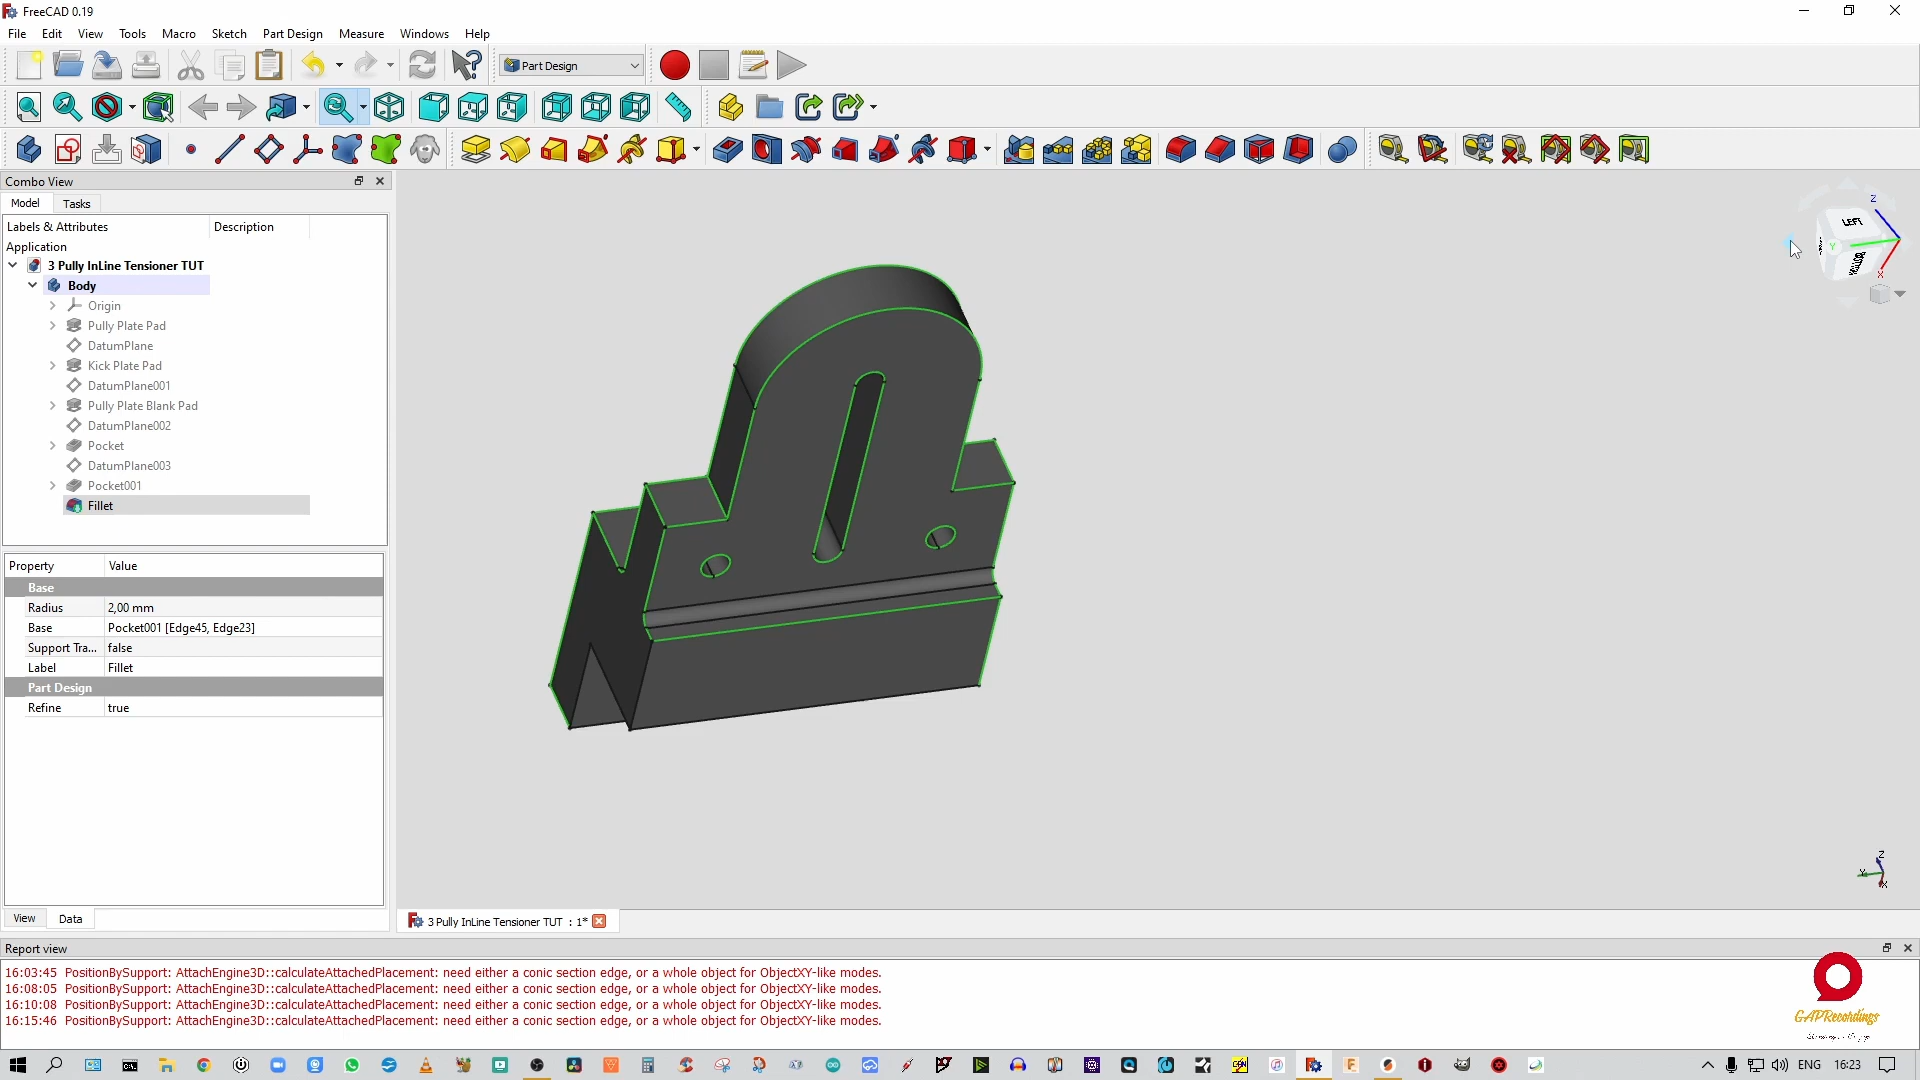 FreeCAD 0.19
File Edit View Tools Macro Sketch Part Design Measure Windows Help
Part Design
Combo View
Model Tasks
Labels & Attributes Description
Application
3 Pully InLine Tensioner TUT
Body
Origin
Pully Plate Pad
DatumPlane
Kick Plate Pad
DatumPlane001
Pully Plate Blank Pad
DatumPlane002
Pocket
DatumPlane003
Pocket001
Fillet
Property Value
Base
Radius 2,00 mm
Base Pocket001 [Edge45, Edge23]
Support Tra... false
Label Fillet
Part Design
Refine true
View Data
LEFT
BOTTOM
Z
Y
X
Z
Y
X
3 Pully InLine Tensioner TUT : 1*
Report view
16:03:45 PositionBySupport: AttachEngine3D::calculateAttachedPlacement: need either a conic section edge, or a whole object for ObjectXY-like modes.
16:08:05 PositionBySupport: AttachEngine3D::calculateAttachedPlacement: need either a conic section edge, or a whole object for ObjectXY-like modes.
16:10:08 PositionBySupport: AttachEngine3D::calculateAttachedPlacement: need either a conic section edge, or a whole object for ObjectXY-like modes.
16:15:46 PositionBySupport: AttachEngine3D::calculateAttachedPlacement: need either a conic section edge, or a whole object for ObjectXY-like modes.
GAPRecordings
ENG 16:23